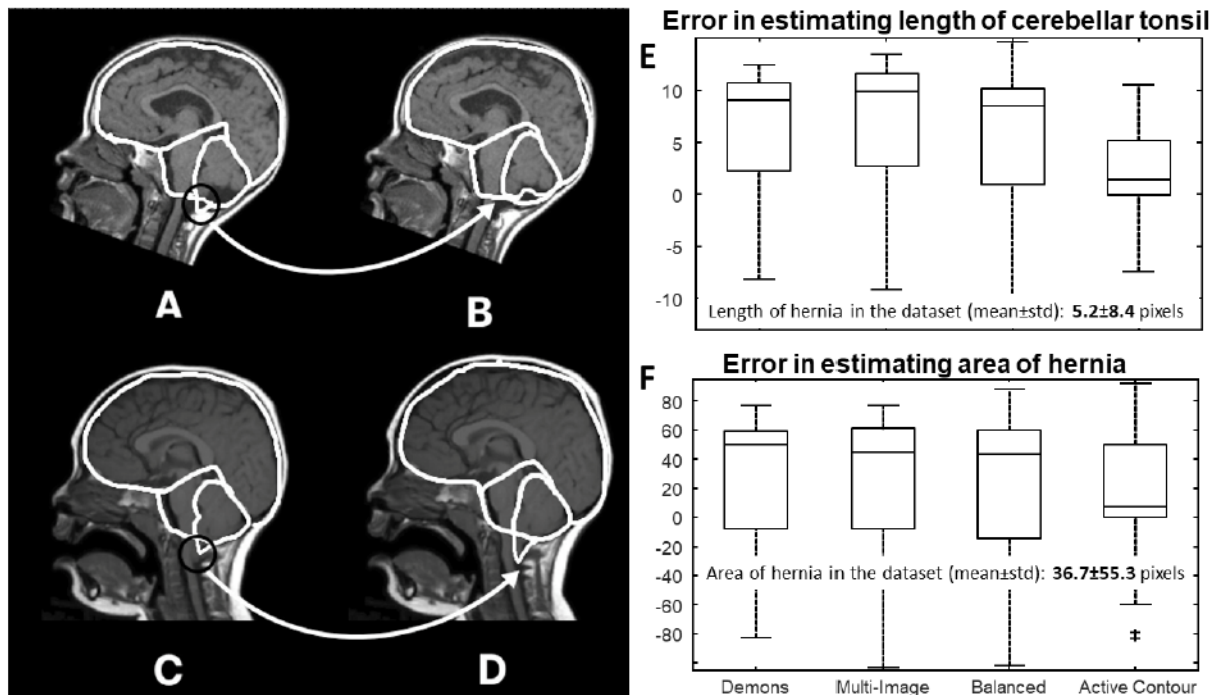 A
B
C
D
Error in estimating length of cerebellar tonsil
E
10
5
0
-5
-10
Length of hernia in the dataset (mean±std): 5.2±8.4 pixels
Error in estimating area of hernia
F
80
60
40
20
0
-20
-40
-60
-80
Area of hernia in the dataset (mean±std): 36.7±55.3 pixels
Demons Multi-Image Balanced Active Contour